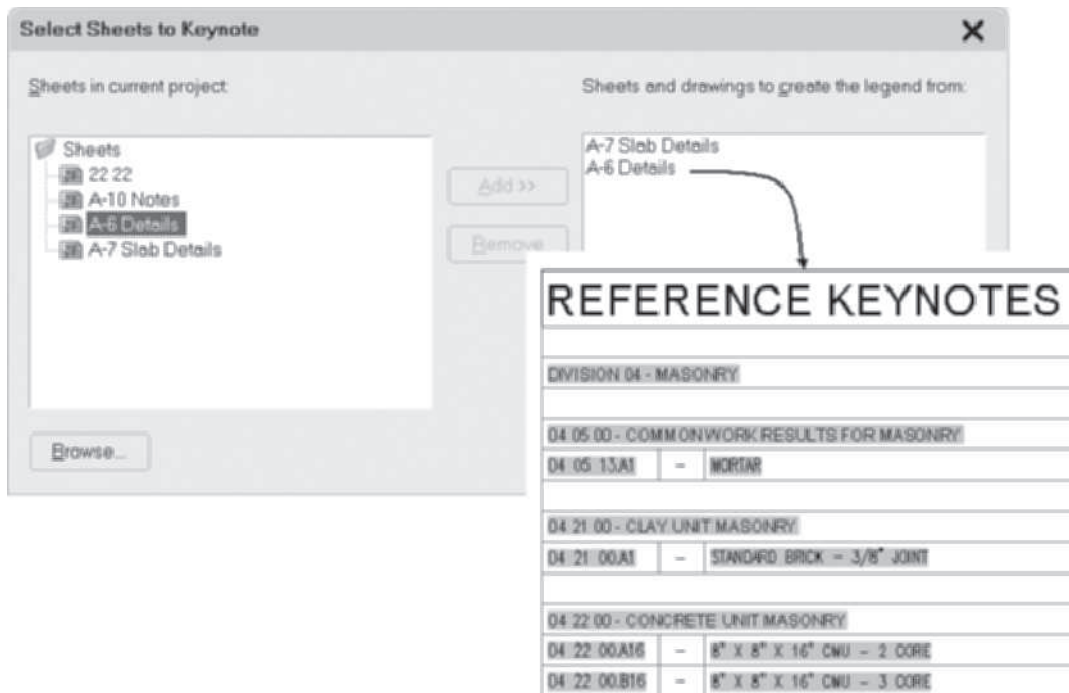 Select Sheets to Keynote
Sheets in current project:
Sheets and drawings to create the legend from:
Sheets
22 22
A-10 Notes
A-6 Details
A-7 Slab Details
Add >>
Remove
Browse...
A-7 Slab Details
A-6 Details
REFERENCE KEYNOTES
DIVISION 04 - MASONRY
04 05 00 - COMMON WORK RESULTS FOR MASONRY
04 05 13.A1 - MORTAR
04 21 00 - CLAY UNIT MASONRY
04 21 00.A1 - STANDARD BRICK - 3/8" JOINT
04 22 00 - CONCRETE UNIT MASONRY
04 22 00.A16 - 8" X 8" X 16" CMU - 2 CORE
04 22 00.B16 - 8" X 8" X 16" CMU - 3 CORE